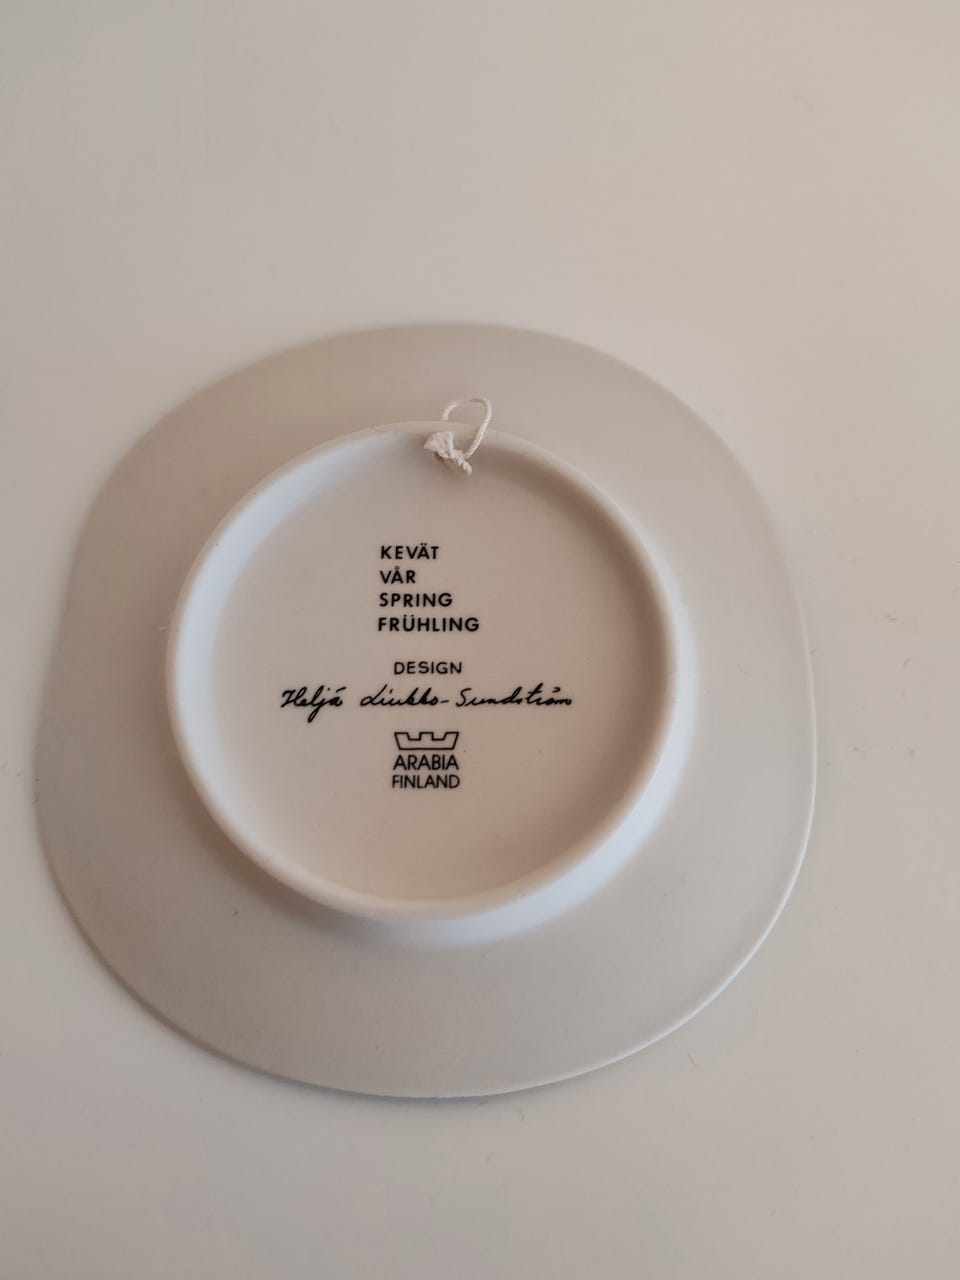 KEVÄT
VÅR
SPRING
FRÜHLING
DESIGN
Heljä Liukko-Sundström
ARABIA
FINLAND